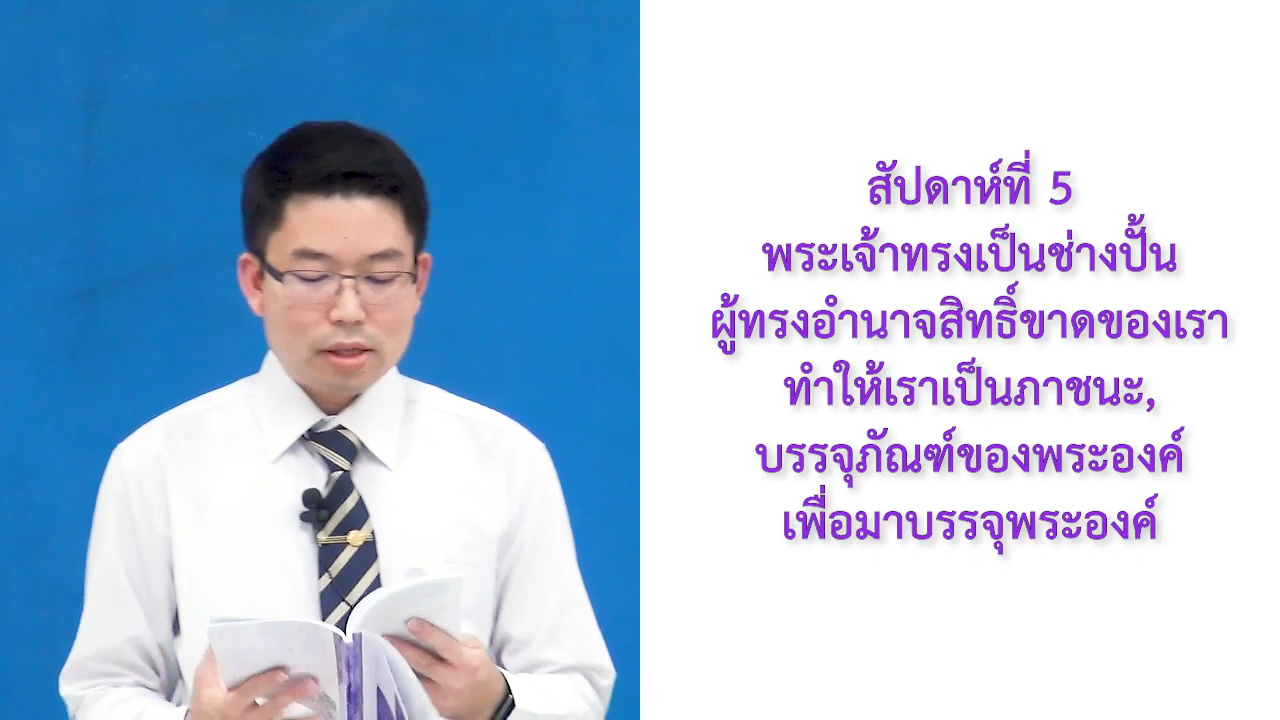 สัปดาห์ที่ 5
พระเจ้าทรงเป็นช่างปั้น
ผู้ทรงอำนาจสิทธิ์ขาดของเรา
ทำให้เราเป็นภาชนะ,
บรรจุภัณฑ์ของพระองค์
เพื่อมาบรรจุพระองค์